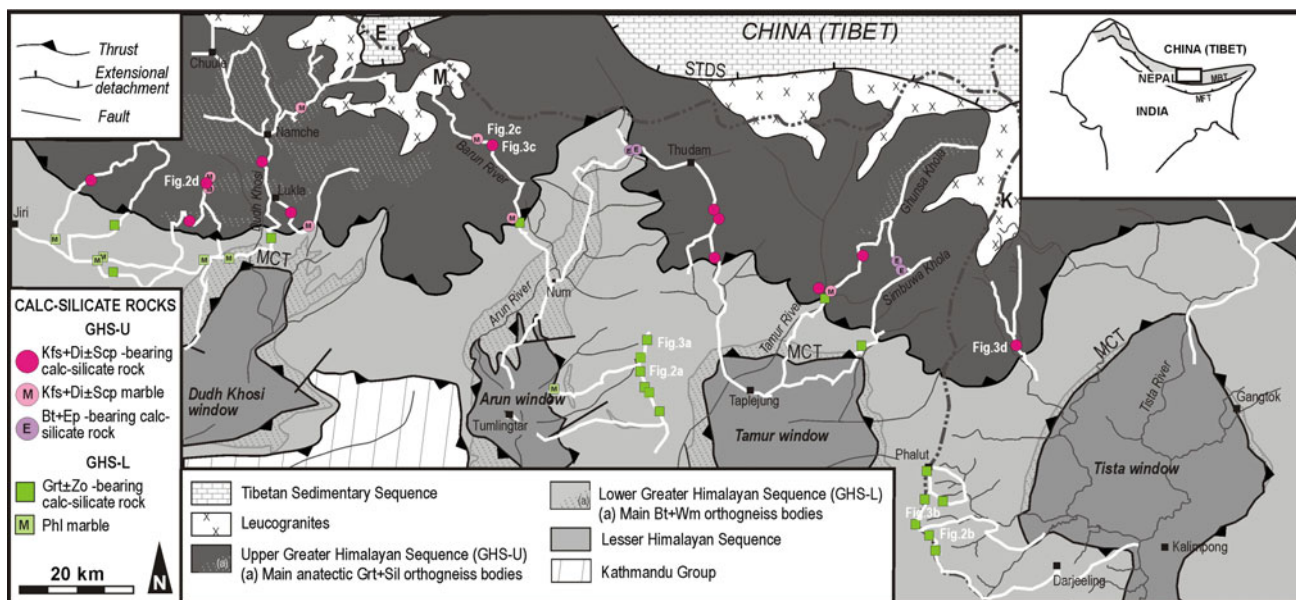 Thrust
Extensional
detachment
Fault
Chuule
E
M
CHINA (TIBET)
STDS
CHINA (TIBET)
NEPAL
MBT
MFT
INDIA
Namche
M
Fig.2c
Fig.3c
M
Barun River
E E
Thudam
Ghunsa Khola
K
Fig.2d
Dudh Khosi
Lukla
M
M
Jiri
M
M
M
M
M
MCT
Arun River
Num
E
E
Simbuwa Khola
M
Tamur River
MCT
Fig.3d
MCT
Tista River
Gangtok
CALC-SILICATE ROCKS
GHS-U
Kfs+Di±Scp -bearing
calc-silicate rock
M Kfs+Di±Scp marble
E Bt+Ep -bearing calc-
silicate rock
GHS-L
Grt±Zo -bearing
calc-silicate rock
M Phl marble
20 km
N
Dudh Khosi
window
Arun window
Tumlingtar
M
Fig.3a
Fig.2a
Taplejung
Tamur window
Phalut
Tista window
Fig.3b
Fig.2b
Kalimpong
Darjeeling
Tibetan Sedimentary Sequence
Leucogranites
(a) Upper Greater Himalayan Sequence (GHS-U)
(a) Main anatectic Grt+Sil orthogneiss bodies
(a) Lower Greater Himalayan Sequence (GHS-L)
(a) Main Bt+Wm orthogneiss bodies
Lesser Himalayan Sequence
Kathmandu Group